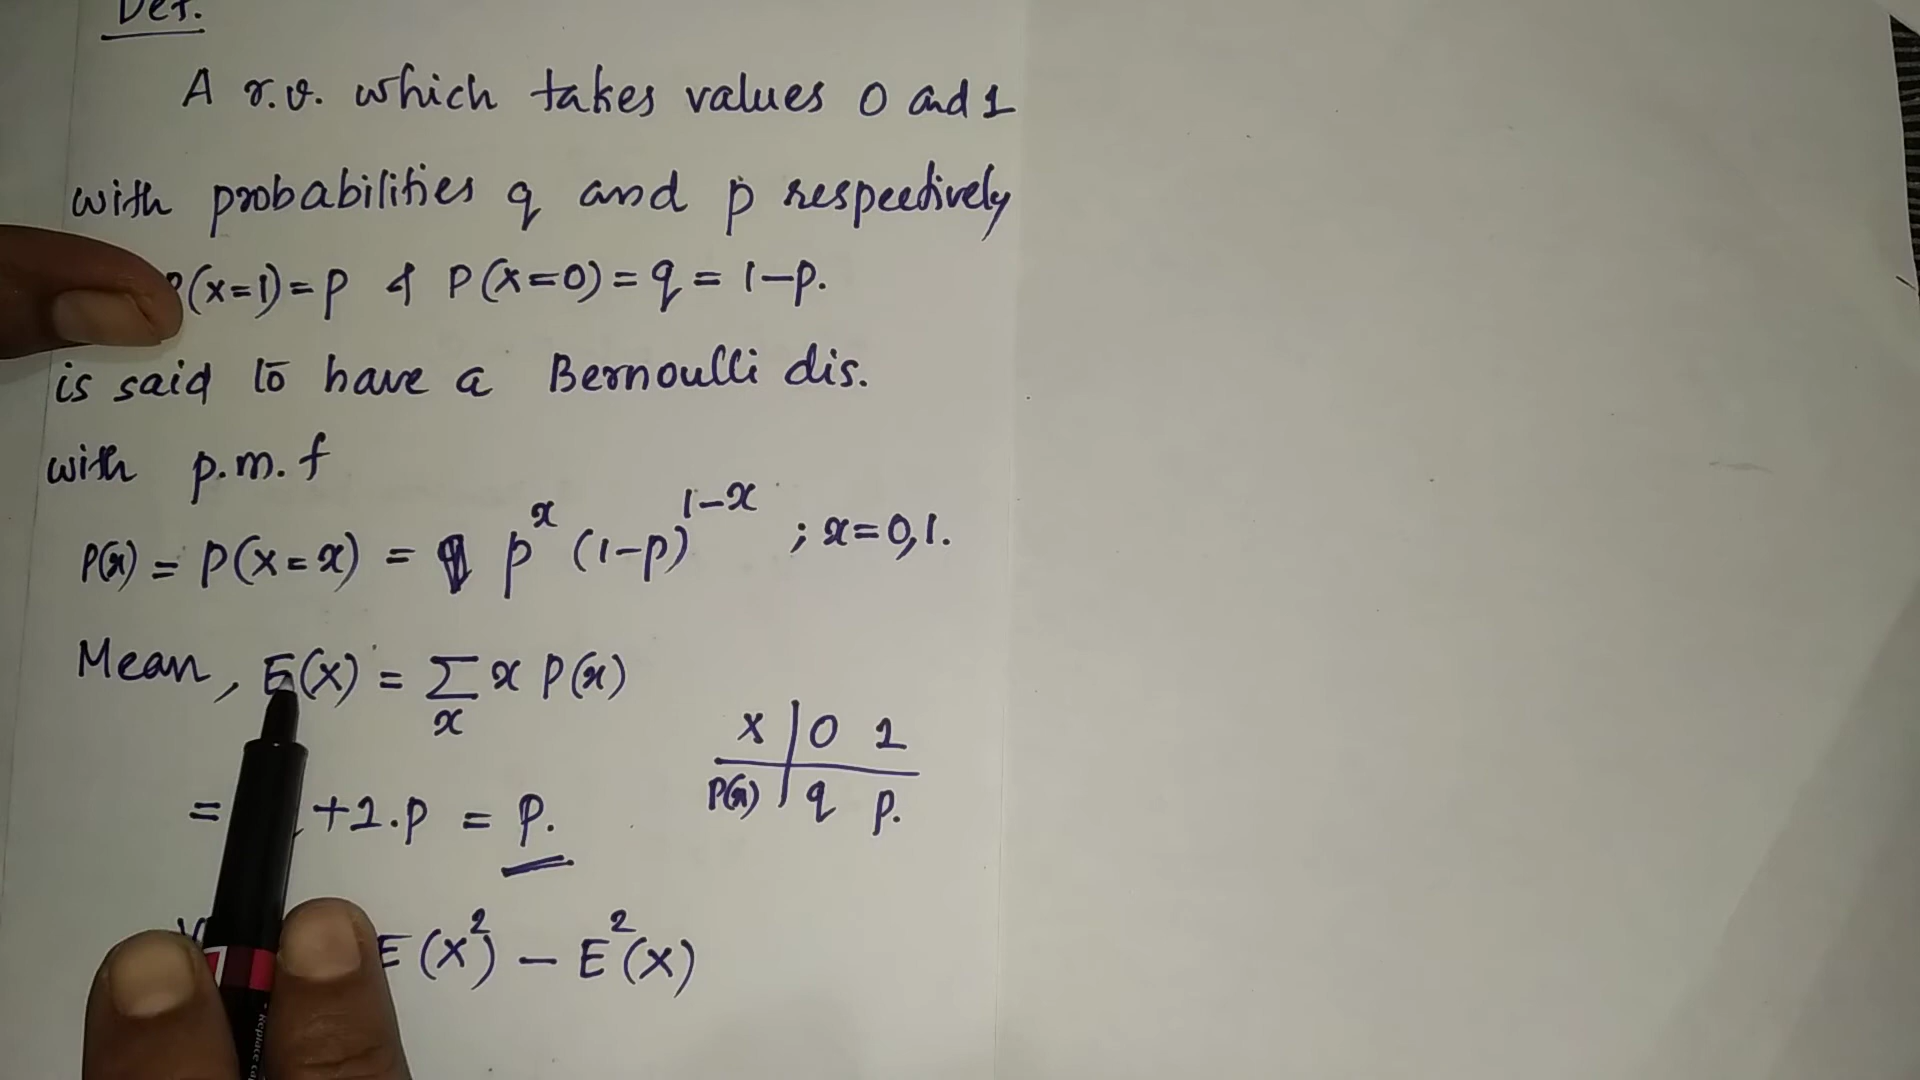 Def.
A r.v. which takes values 0 and 1
with probabilities q and p respectively
P(X=1)=p & P(X=0)=q=1-p.
is said to have a Bernoulli dis.
with p.m.f
P(x) = P(X=x) = p^x (1-p)^{1-x} ; x=0,1.
Mean, E(X) = Σ_x x P(x)
X | 0 1
P(x) | q p.
= +1.p = p.
E(X²) - E²(X)